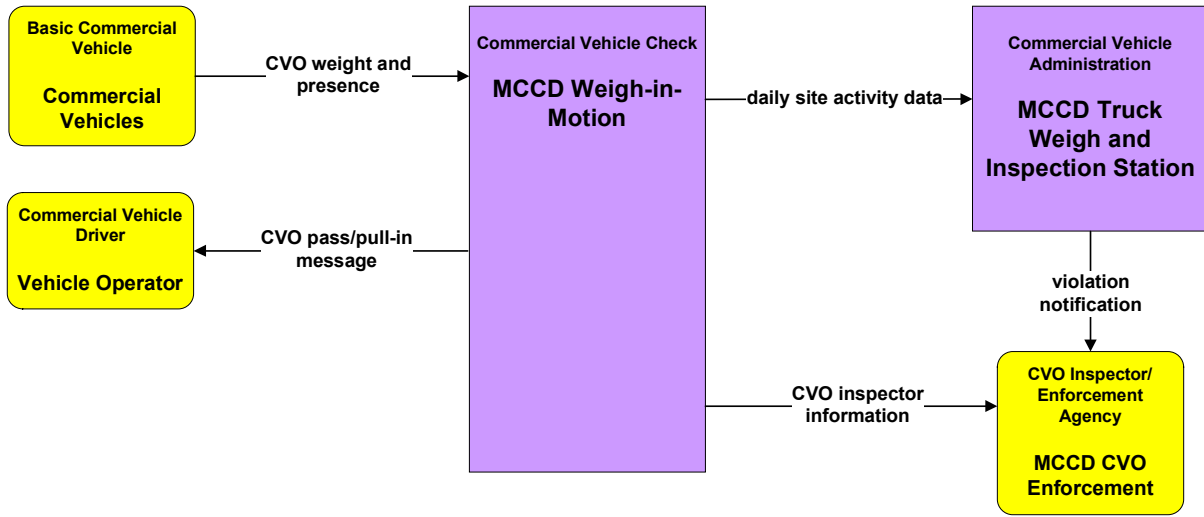 Basic Commercial
Vehicle
Commercial
Vehicles
CVO weight and
presence
Commercial Vehicle Check
MCCD Weigh-in-
Motion
daily site activity data
Commercial Vehicle
Administration
MCCD Truck
Weigh and
Inspection Station
Commercial Vehicle
Driver
Vehicle Operator
CVO pass/pull-in
message
violation
notification
CVO inspector
information
CVO Inspector/
Enforcement
Agency
MCCD CVO
Enforcement